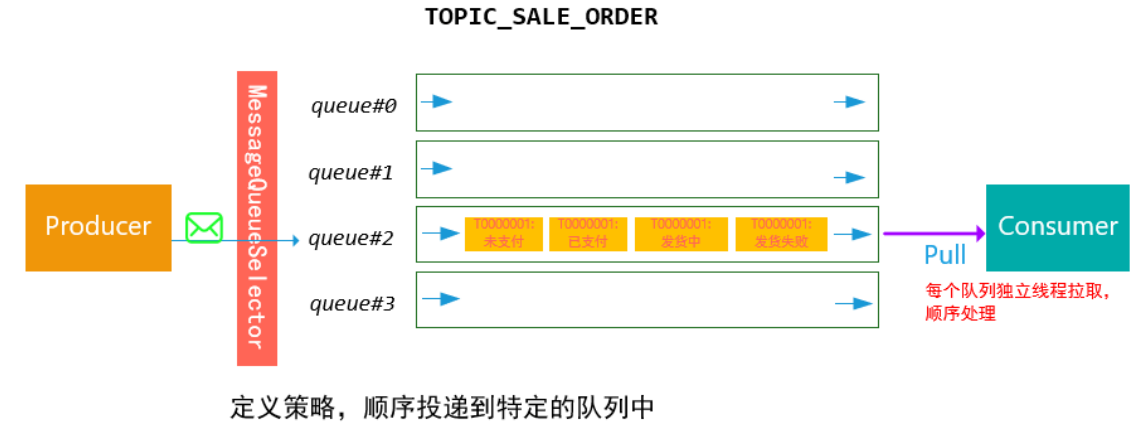 TOPIC_SALE_ORDER
MessageQueueSelector
queue#0
queue#1
Producer
queue#2
T0000001:
未支付
T0000001:
已支付
T0000001:
发货中
T0000001:
发货失败
Consumer
Pull
每个队列独立线程拉取，
顺序处理
queue#3
定义策略，顺序投递到特定的队列中